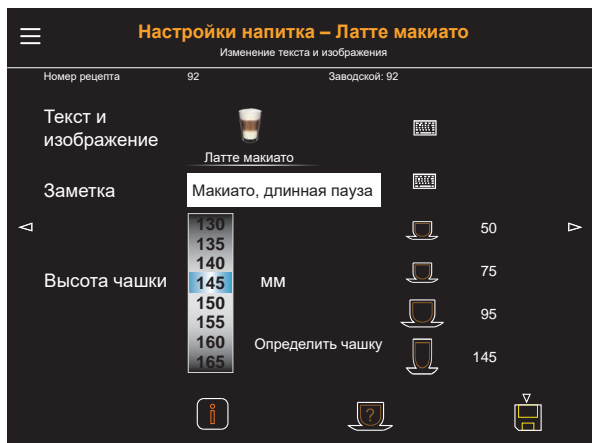 Настройки напитка – Латте макиато
Изменение текста и изображения
Номер рецепта 92 Заводской: 92
Текст и
изображение
Латте макиато
Заметка Макиато, длинная пауза
130
135
140
Высота чашки 145 мм
150
155
160
165
Определить чашку
50
75
95
145
i
?